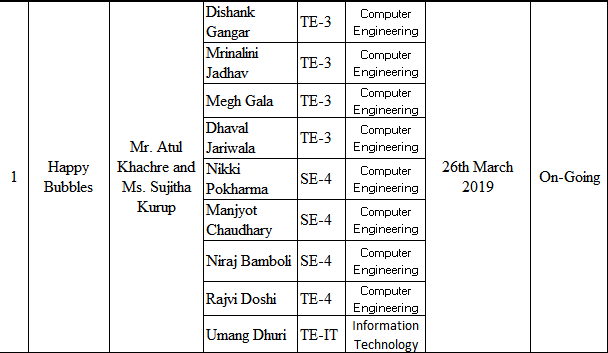 1
Happy
Bubbles
Mr. Atul
Khachre and
Ms. Sujitha
Kurup
Dishank
Gangar
TE-3
Computer
Engineering
Mrinalini
Jadhav
TE-3
Computer
Engineering
Megh Gala
TE-3
Computer
Engineering
Dhaval
Jariwala
TE-3
Computer
Engineering
Nikki
Pokharma
SE-4
Computer
Engineering
Manjyot
Chaudhary
SE-4
Computer
Engineering
Niraj Bamboli
SE-4
Computer
Engineering
Rajvi Doshi
TE-4
Computer
Engineering
Umang Dhuri
TE-IT
Information
Technology
26th March
2019
On-Going